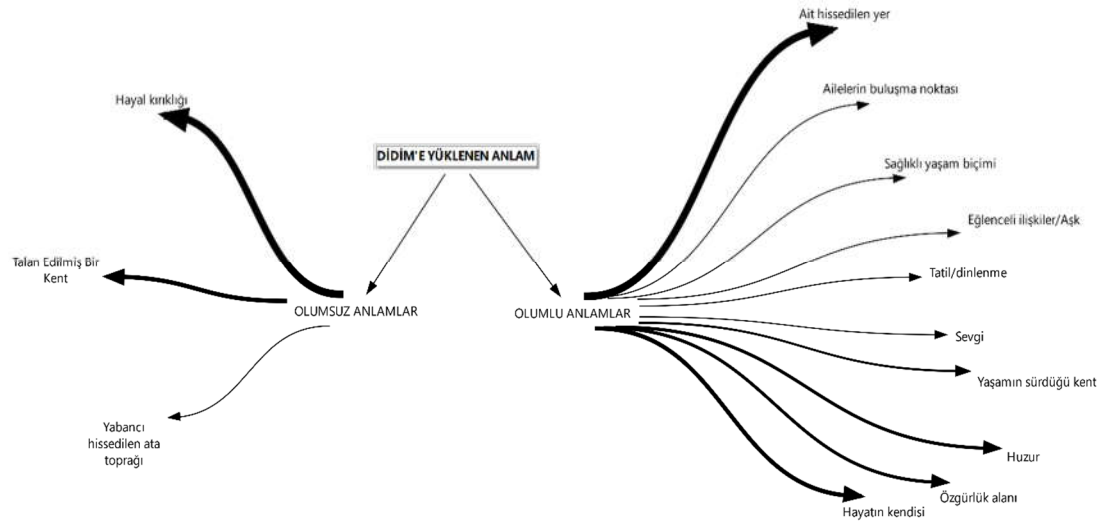 Ait hissedilen yer
Ailelerin buluşma noktası
Hayal kırıklığı
DİDİM'E YÜKLENEN ANLAM
Sağlıklı yaşam biçimi
Eğlenceli ilişkiler/Aşk
Talan Edilmiş Bir
Kent
Tatil/dinlenme
OLUMSUZ ANLAMLAR
OLUMLU ANLAMLAR
Sevgi
Yaşamın sürdüğü kent
Yabancı
hissedilen ata
toprağı
Huzur
Özgürlük alanı
Hayatın kendisi